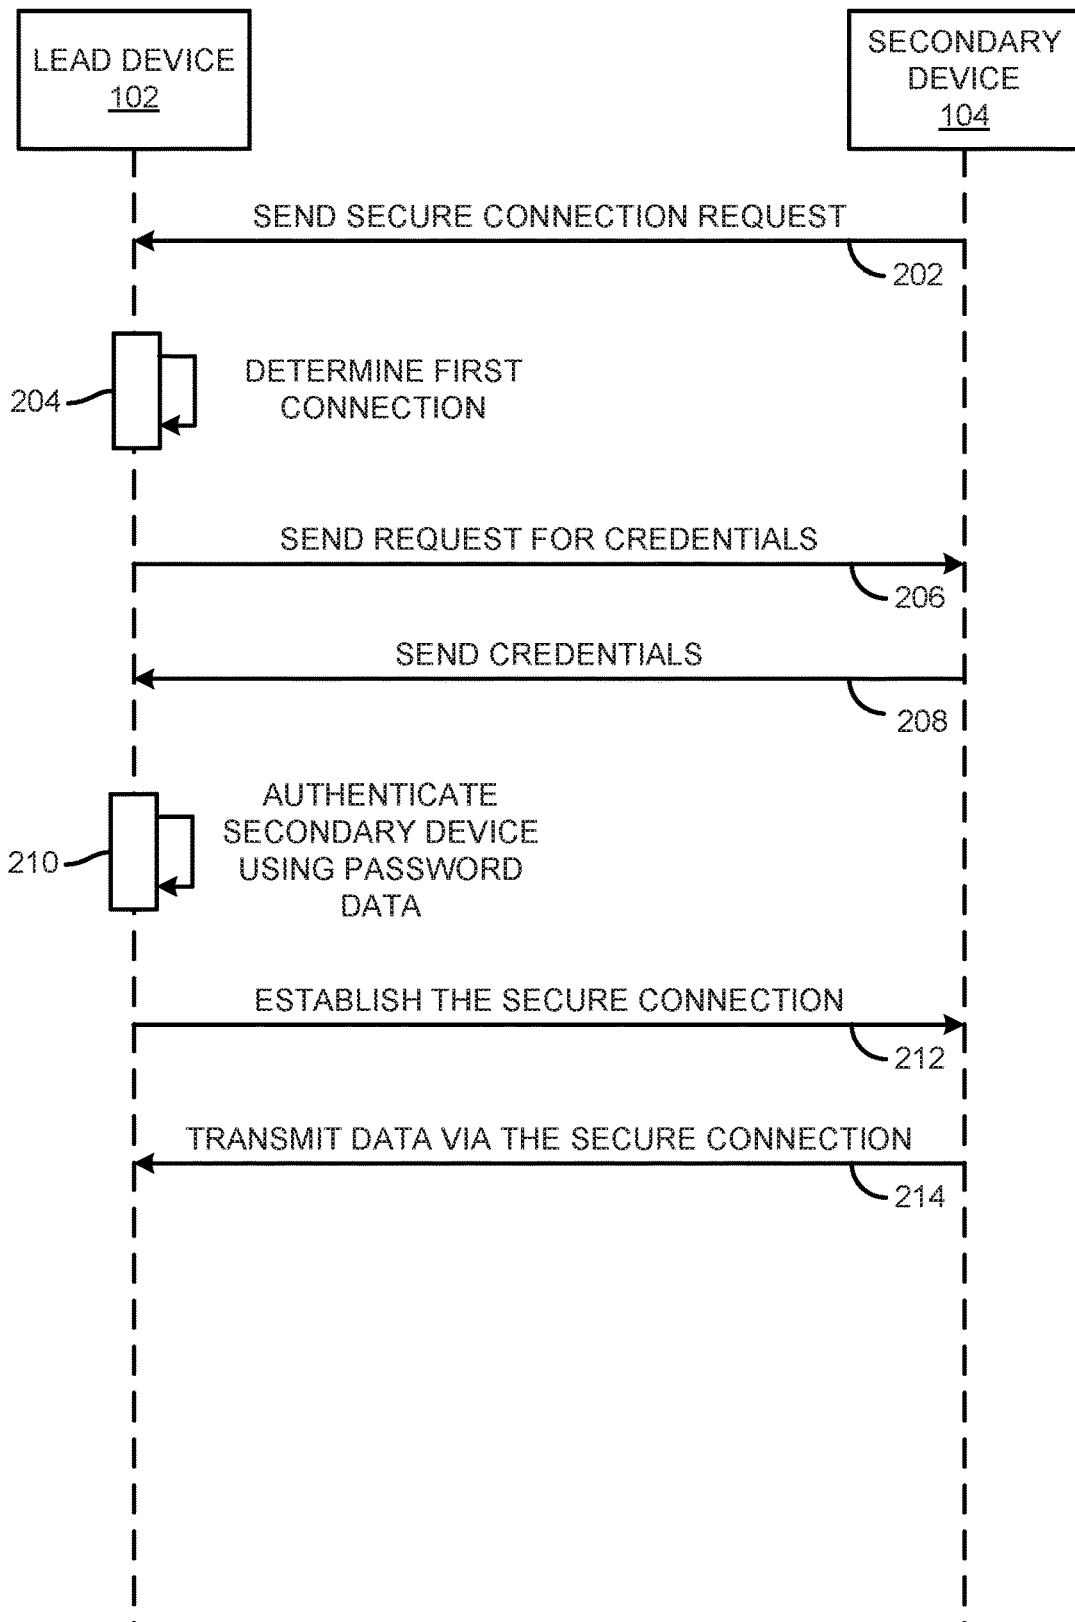 LEAD DEVICE
102
SECONDARY
DEVICE
104
SEND SECURE CONNECTION REQUEST
202
204
DETERMINE FIRST
CONNECTION
SEND REQUEST FOR CREDENTIALS
206
SEND CREDENTIALS
208
210
AUTHENTICATE
SECONDARY DEVICE
USING PASSWORD
DATA
ESTABLISH THE SECURE CONNECTION
212
TRANSMIT DATA VIA THE SECURE CONNECTION
214